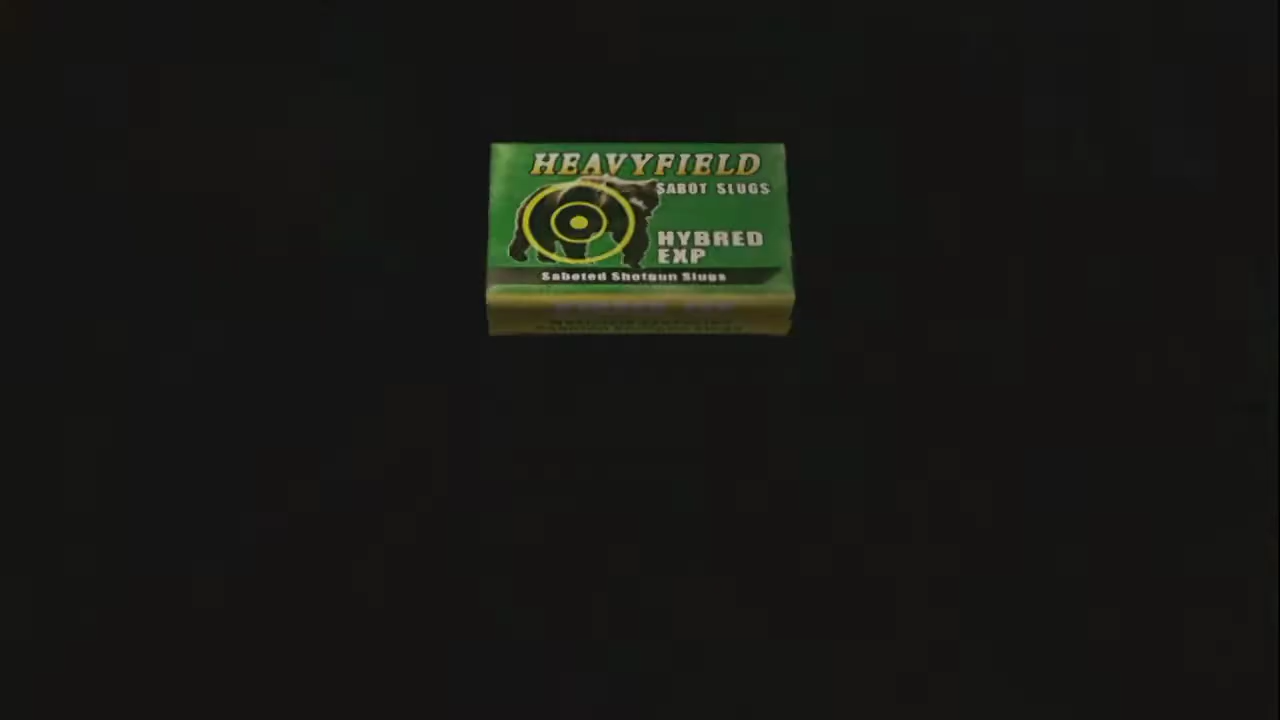 HEAVYFIELD
SABOT SLUGS
HYBRED
EXP
Saboted Shotgun Slugs